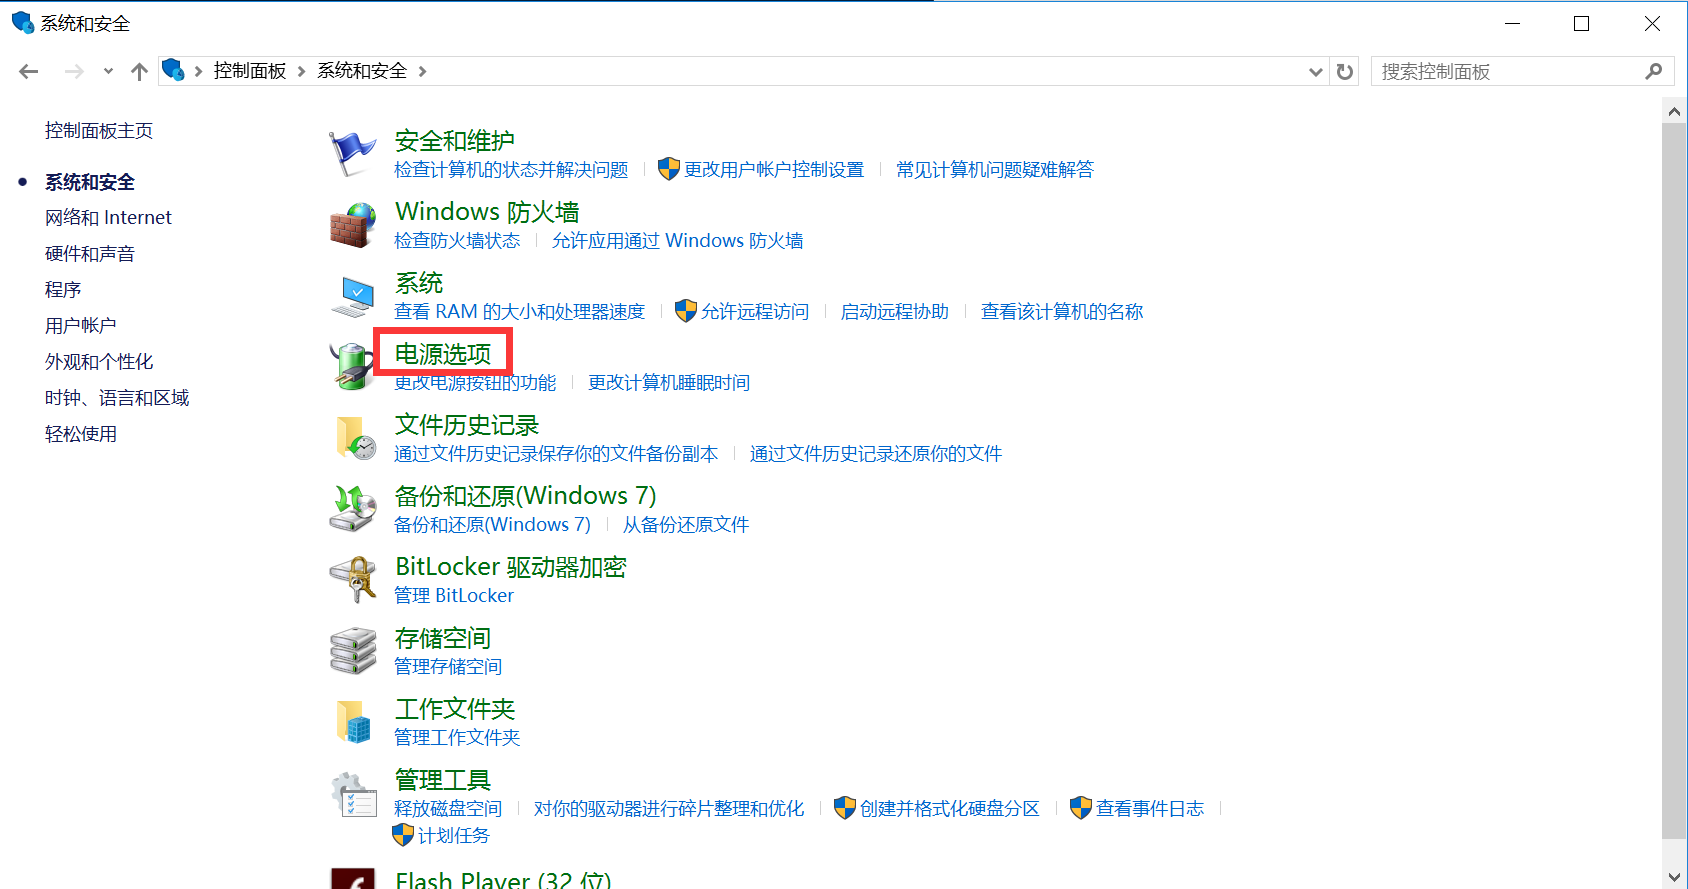 系统和安全
控制面板 系统和安全
搜索控制面板
控制面板主页
系统和安全
网络和 Internet
硬件和声音
程序
用户帐户
外观和个性化
时钟、语言和区域
轻松使用
安全和维护
检查计算机的状态并解决问题 更改用户帐户控制设置 常见计算机问题疑难解答
Windows 防火墙
检查防火墙状态 允许应用通过 Windows 防火墙
系统
查看 RAM 的大小和处理器速度 允许远程访问 启动远程协助 查看该计算机的名称
电源选项
更改电源按钮的功能 更改计算机睡眠时间
文件历史记录
通过文件历史记录保存你的文件备份副本 通过文件历史记录还原你的文件
备份和还原(Windows 7)
备份和还原(Windows 7) 从备份还原文件
BitLocker 驱动器加密
管理 BitLocker
存储空间
管理存储空间
工作文件夹
管理工作文件夹
管理工具
释放磁盘空间 对你的驱动器进行碎片整理和优化 创建并格式化硬盘分区 查看事件日志
计划任务
Flash Player (32 位)